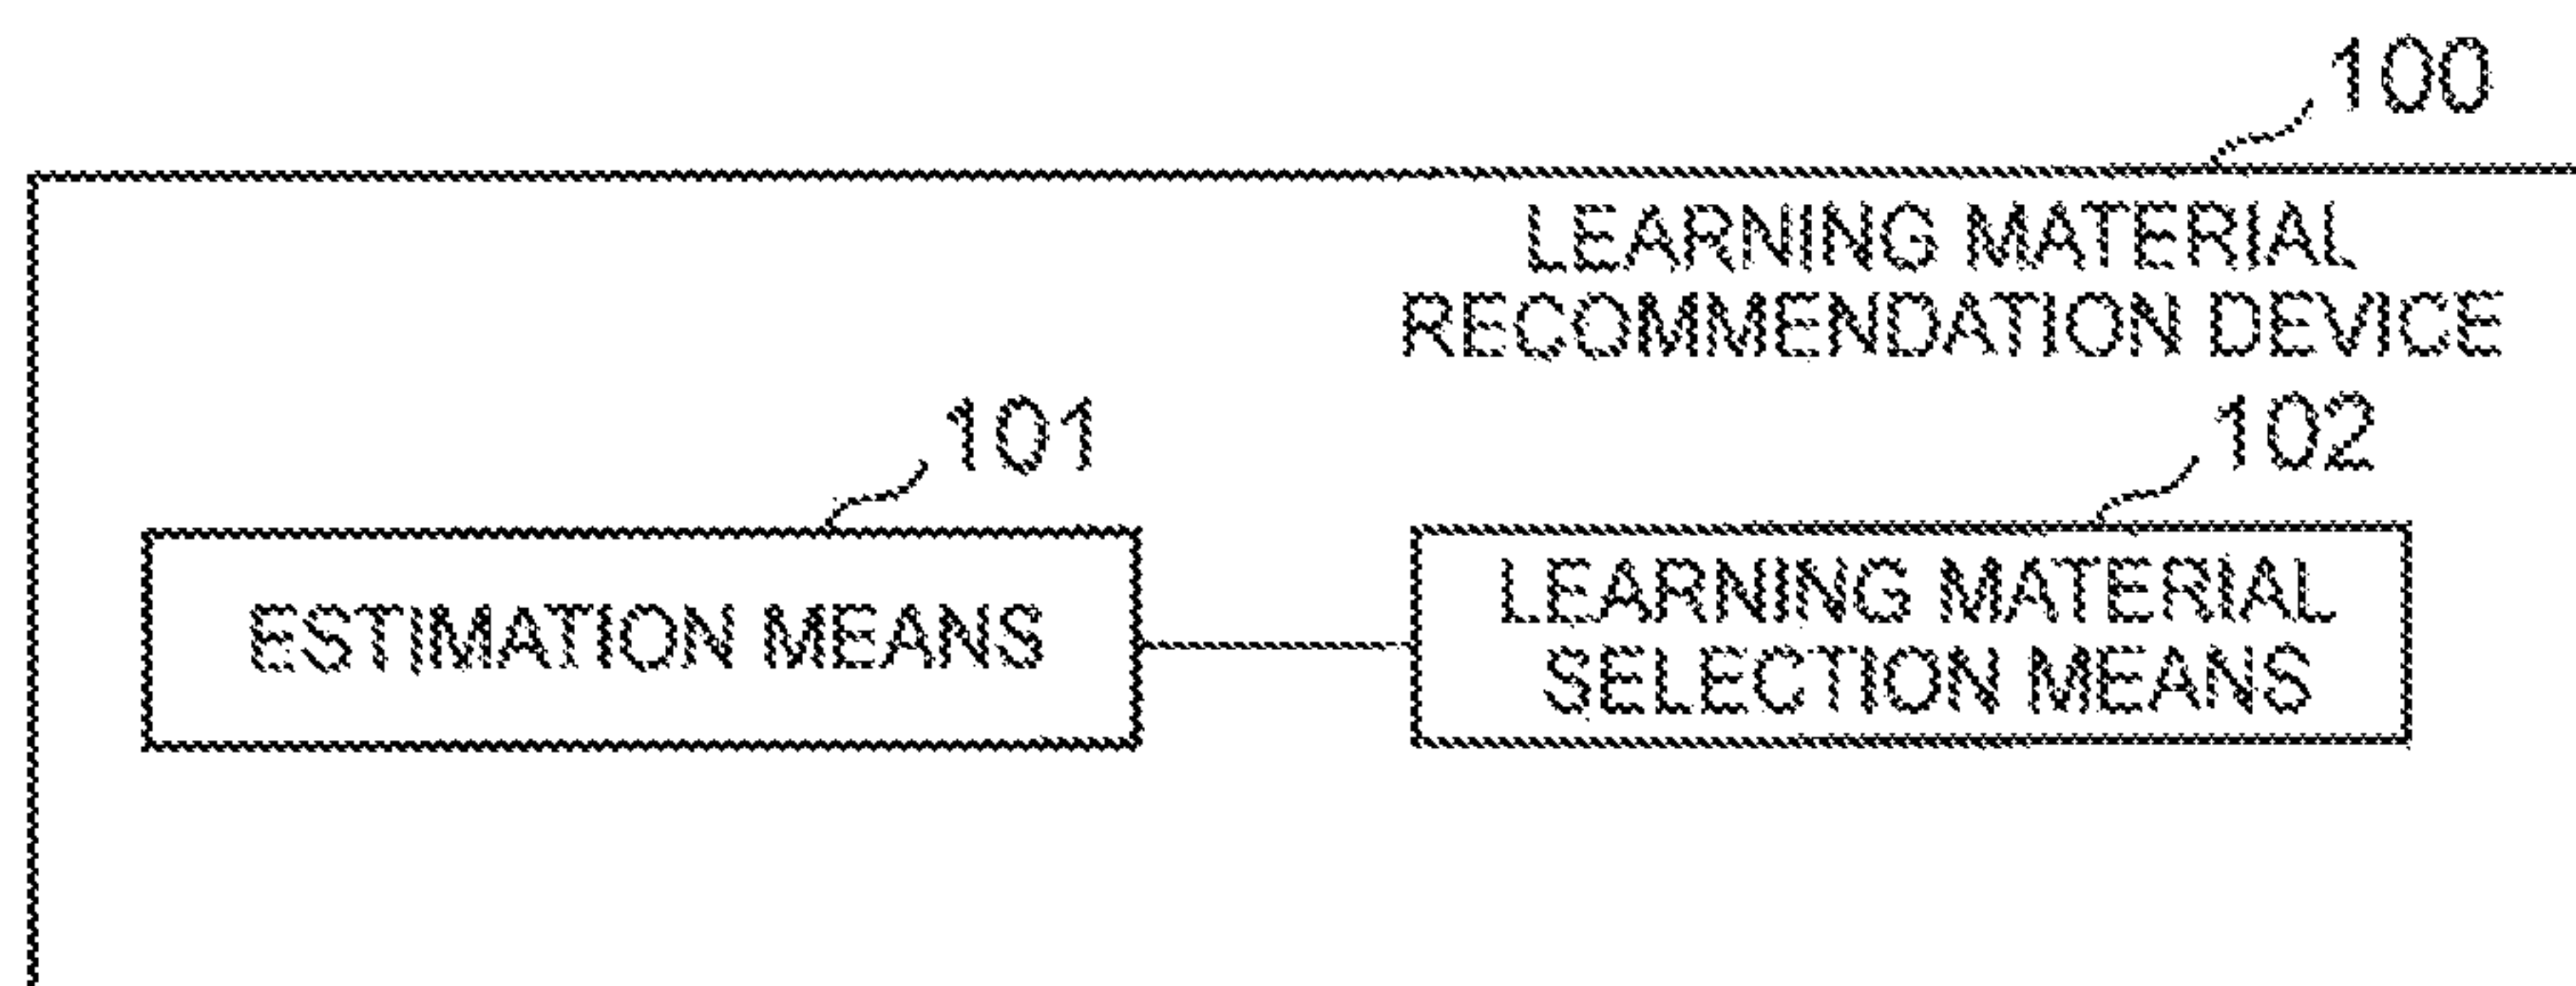 100
LEARNING MATERIAL
RECOMMENDATION DEVICE
101
102
ESTIMATION MEANS
LEARNING MATERIAL
SELECTION MEANS